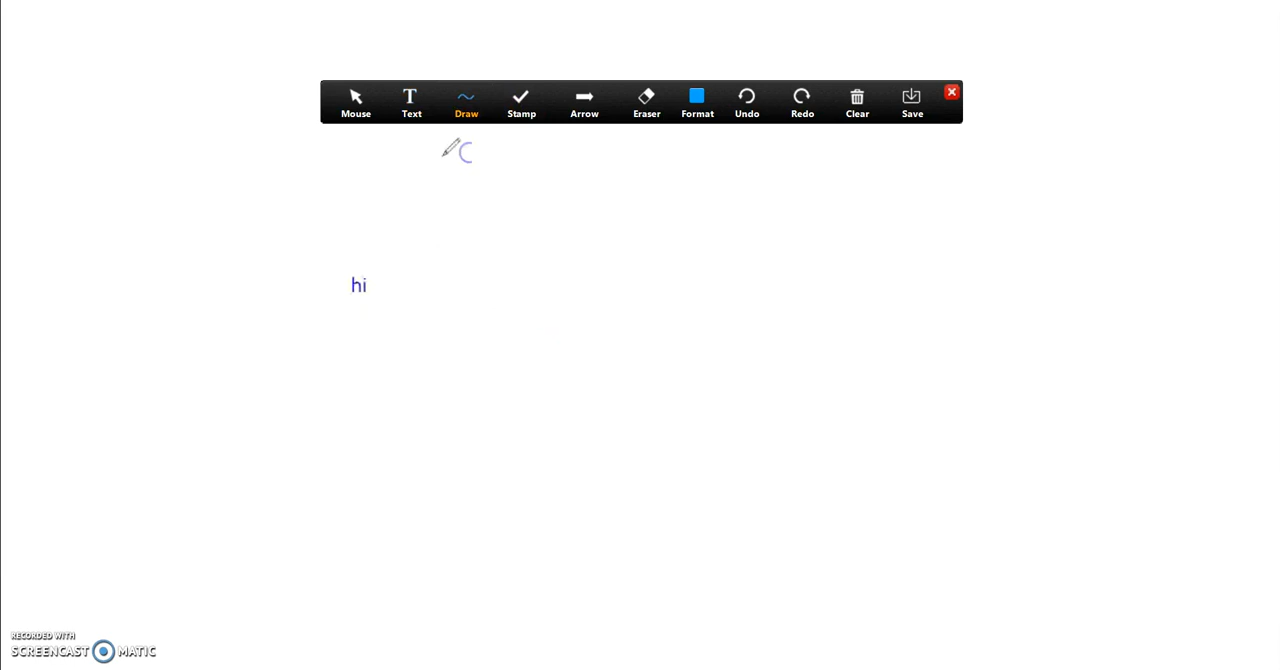 Mouse Text Draw Stamp Arrow Eraser Format Undo Redo Clear Save
hi
RECORDED WITH
SCREENCAST MATIC